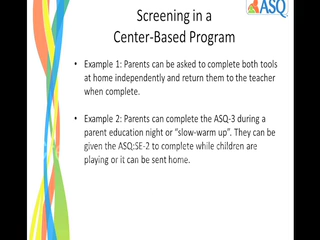 ASQ
Screening in a
Center-Based Program
• Example 1: Parents can be asked to complete both tools
at home independently and return them to the teacher
when complete.
• Example 2: Parents can complete the ASQ-3 during a
parent education night or “slow-warm up”. They can be
given the ASQ:SE-2 to complete while children are
playing or it can be sent home.